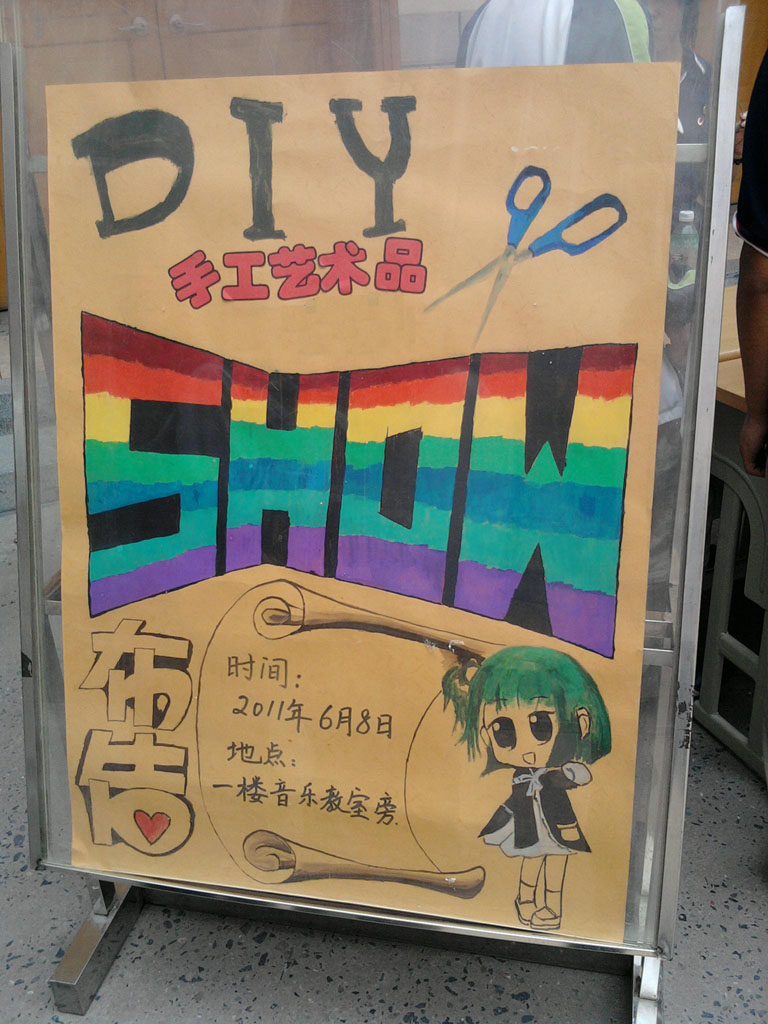 DIY
手工艺术品
SHOW
布告
时间:
2011年6月8日
地点:
一楼音乐教室旁.